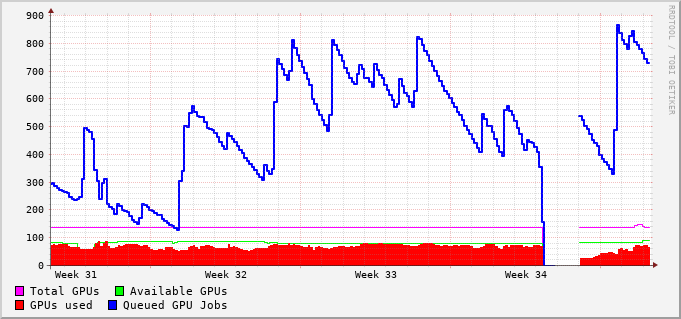 900
800
700
600
500
400
300
200
100
0
Week 31 Week 32 Week 33 Week 34
Total GPUs Available GPUs
GPUs used Queued GPU Jobs
RRDTOOL / TOBI OETIKER